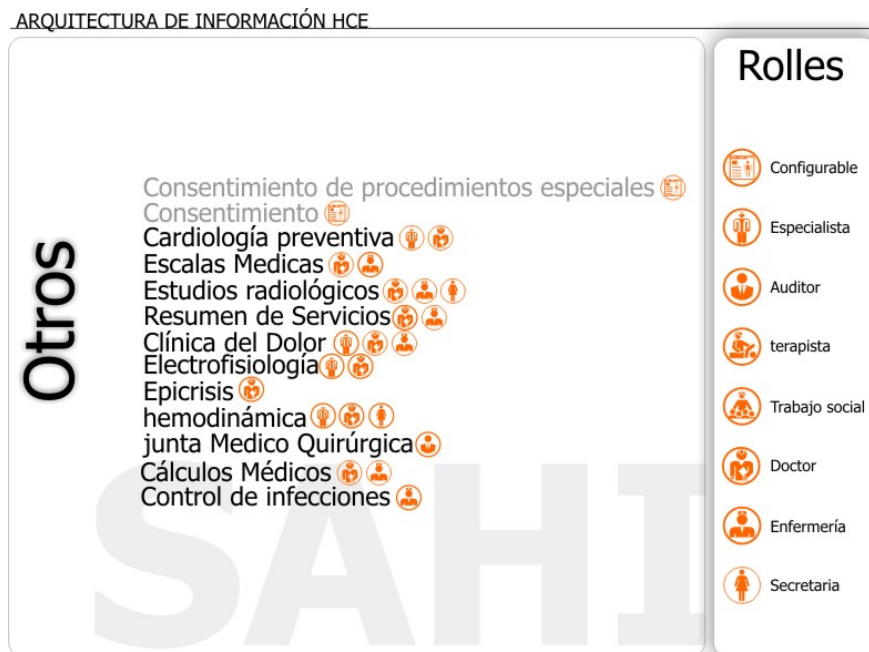 ARQUITECTURA DE INFORMACIÓN HCE
Otros
Consentimiento de procedimientos especiales
Consentimiento
Cardiología preventiva
Escalas Medicas
Estudios radiológicos
Resumen de Servicios
Clínica del Dolor
Electrofisiología
Epicrisis
hemodinámica
junta Medico Quirúrgica
Cálculos Médicos
Control de infecciones
SAHI
Rolles
Configurable
Especialista
Auditor
terapista
Trabajo social
Doctor
Enfermería
Secretaria